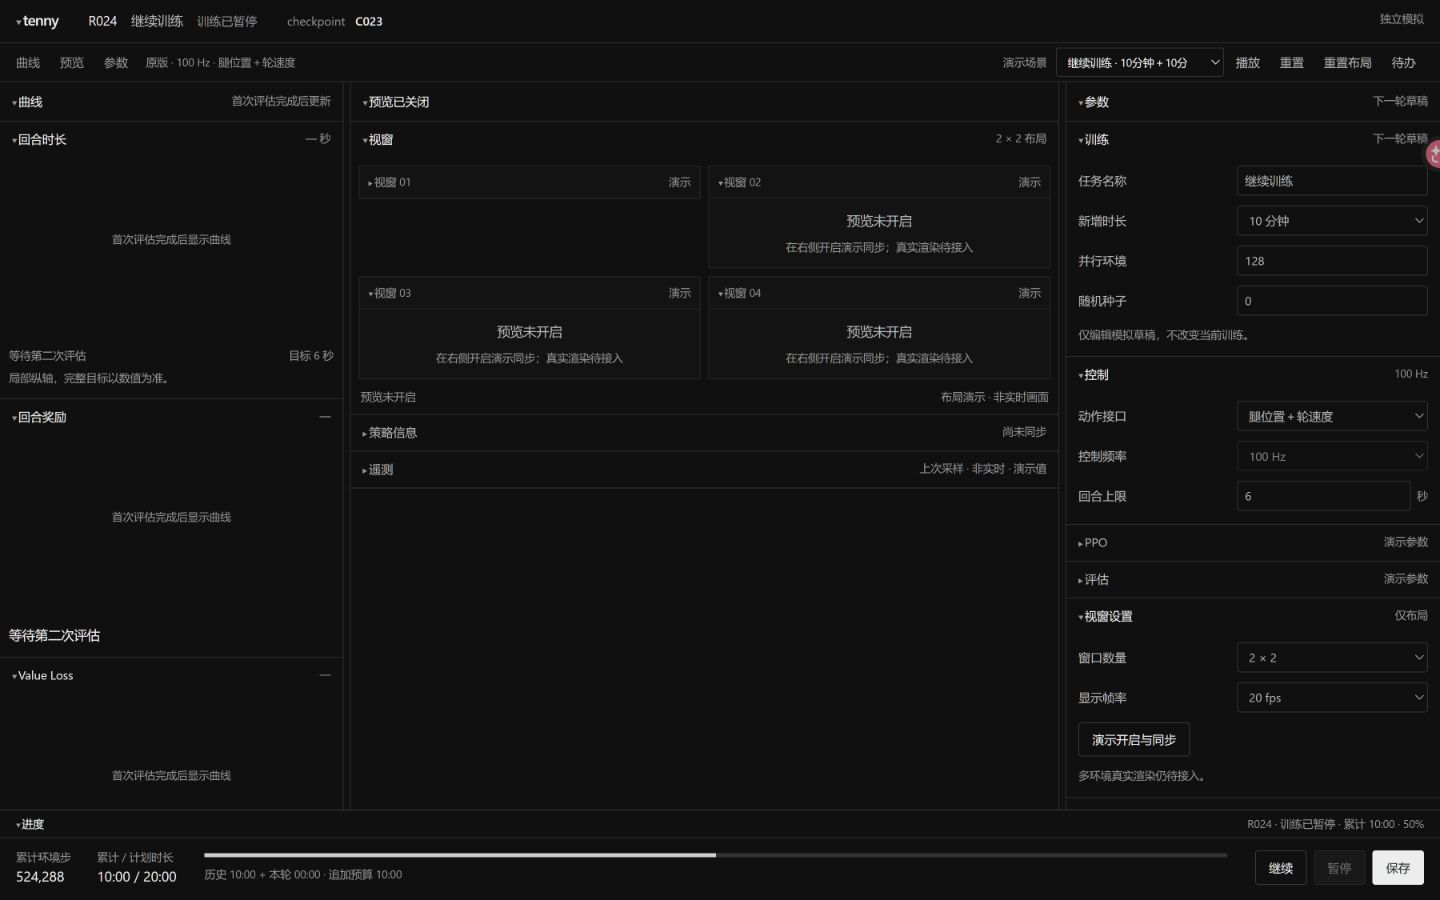 tenny R024 继续训练 训练已暂停 checkpoint C023 独立模拟
曲线 预览 参数 原版 · 100 Hz · 腿位置 + 轮速度 演示场景 继续训练 · 10分钟 + 10分 播放 重置 重置布局 待办
曲线 首次评估完成后更新
回合时长 — 秒
首次评估完成后显示曲线
等待第二次评估 目标 6 秒
局部纵轴，完整目标以数值为准。
回合奖励 —
首次评估完成后显示曲线
等待第二次评估
Value Loss —
首次评估完成后显示曲线
预览已关闭
视窗 2 × 2 布局
视窗 01 演示
视窗 02 演示
预览未开启
在右侧开启演示同步；真实渲染待接入
视窗 03 演示
预览未开启
在右侧开启演示同步；真实渲染待接入
视窗 04 演示
预览未开启
在右侧开启演示同步；真实渲染待接入
预览未开启 布局演示 · 非实时画面
策略信息 尚未同步
遥测 上次采样 · 非实时 · 演示值
参数 下一轮草稿
训练 下一轮草稿
任务名称 继续训练
新增时长 10 分钟
并行环境 128
随机种子 0
仅编辑模拟草稿，不改变当前训练。
控制 100 Hz
动作接口 腿位置 + 轮速度
控制频率 100 Hz
回合上限 6 秒
PPO 演示参数
评估 演示参数
视窗设置 仅布局
窗口数量 2 × 2
显示帧率 20 fps
演示开启与同步
多环境真实渲染仍待接入。
进度 R024 · 训练已暂停 · 累计 10:00 · 50%
累计环境步 累计 / 计划时长
524,288 10:00 / 20:00 历史 10:00 + 本轮 00:00 · 追加预算 10:00 继续 暂停 保存